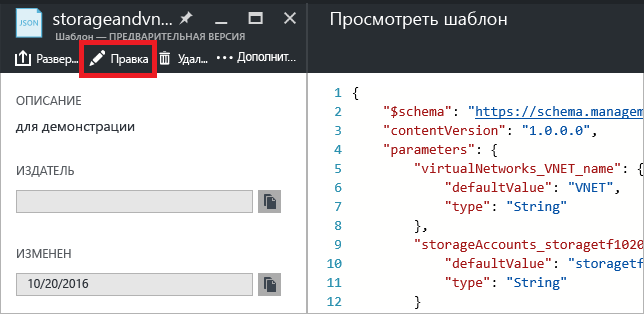 JSON
storageandvn...
Шаблон — ПРЕДВАРИТЕЛЬНАЯ ВЕРСИЯ
Развер... Правка Удал... Дополнит...
ОПИСАНИЕ
для демонстрации
ИЗДАТЕЛЬ
ИЗМЕНЕН
10/20/2016
Просмотреть шаблон
1 {
2 "$schema": "https://schema.managem
3 "contentVersion": "1.0.0.0",
4 "parameters": {
5 "virtualNetworks_VNET_name": {
6 "defaultValue": "VNET",
7 "type": "String"
8 },
9 "storageAccounts_storagetf1020
10 "defaultValue": "storagetf
11 "type": "String"
12 }